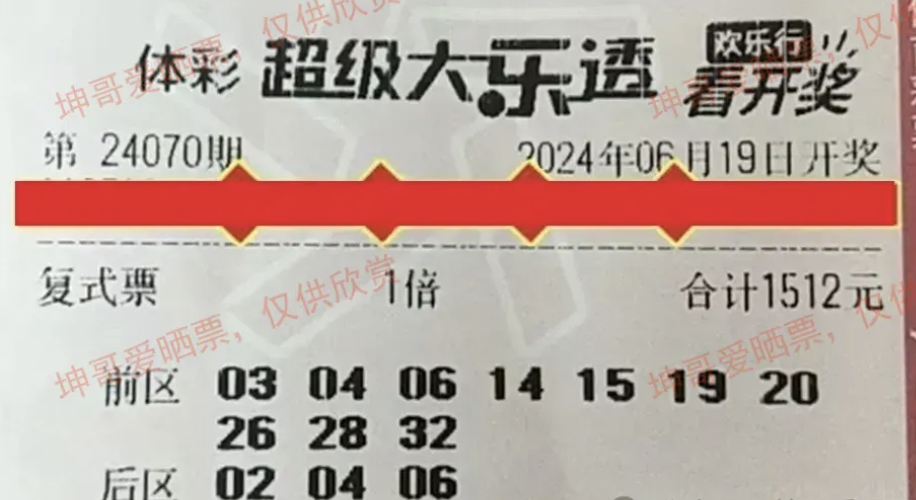 体彩 超级大乐透 欢乐行
看开奖
第 24070期 2024年06月19日开奖
复式票 1倍 合计1512元
前区 03 04 06 14 15 19 20
26 28 32
后区 02 04 06
坤哥爱晒票，仅供欣赏
坤哥爱晒票，仅供欣赏
坤哥爱晒票，仅供欣赏
坤哥爱晒票，仅供欣赏